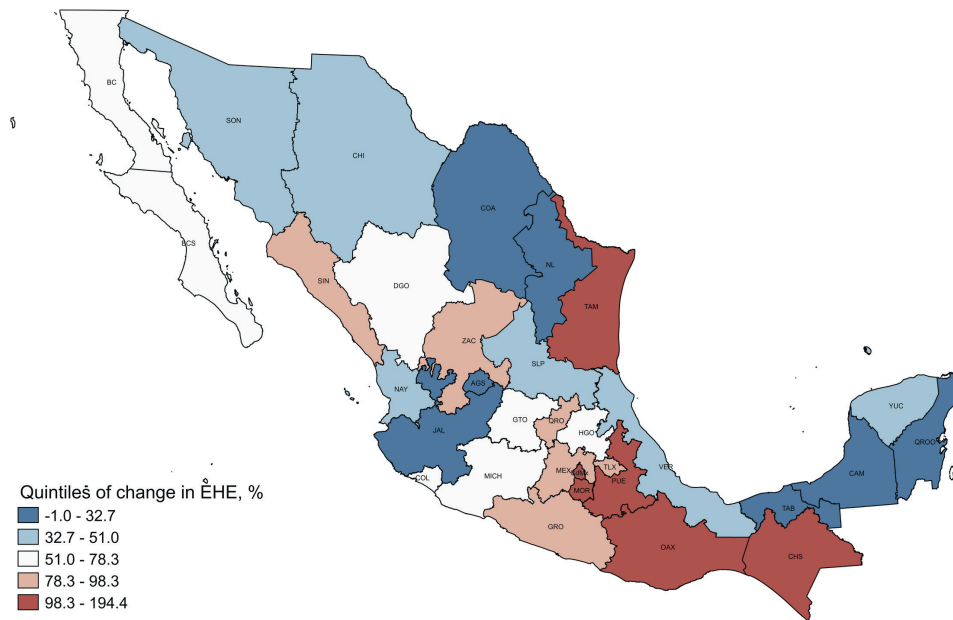 BC
SON
CHI
COA
BCS
NL
SIN
DGO
TAM
ZAC
SLP
NAY
AGS
YUC
GTO
QRO
HGO
JAL
QROO
VER
MEX
TLX
CAM
COL
MICH
PUE
MOR
TAB
GRO
OAX
CHS
Quintiles of change in EHE, %
-1.0 - 32.7
32.7 - 51.0
51.0 - 78.3
78.3 - 98.3
98.3 - 194.4